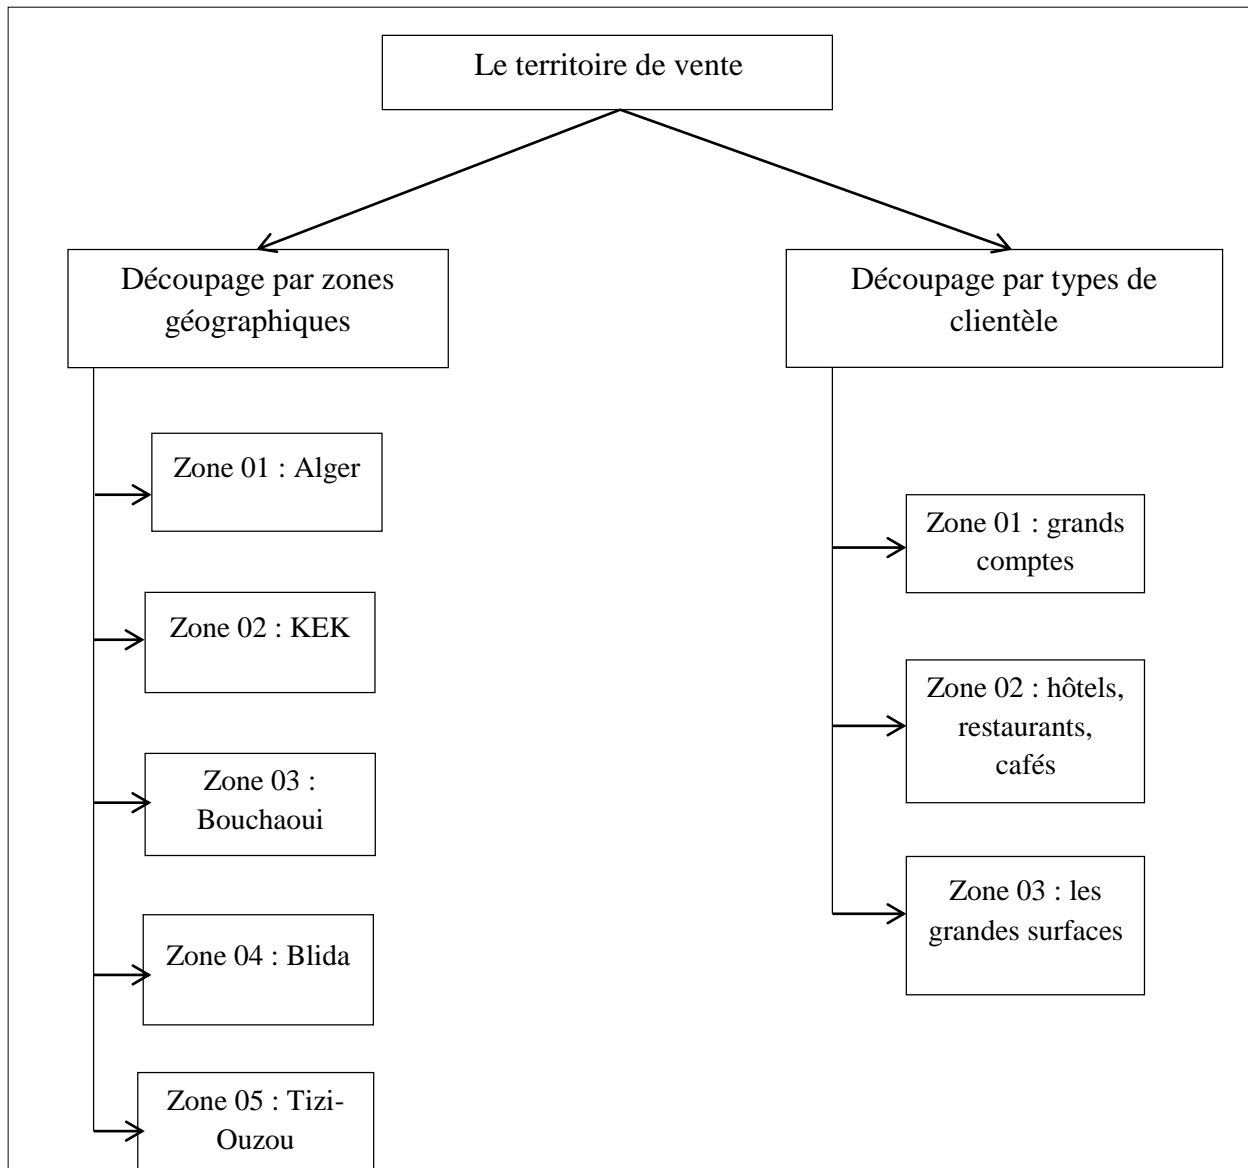 Le territoire de vente
Découpage par zones
géographiques
Zone 01 : Alger
Zone 02 : KEK
Zone 03 :
Bouchaoui
Zone 04 : Blida
Zone 05 : Tizi-
Ouzou
Découpage par types de
clientèle
Zone 01 : grands
comptes
Zone 02 : hôtels,
restaurants,
cafés
Zone 03 : les
grandes surfaces